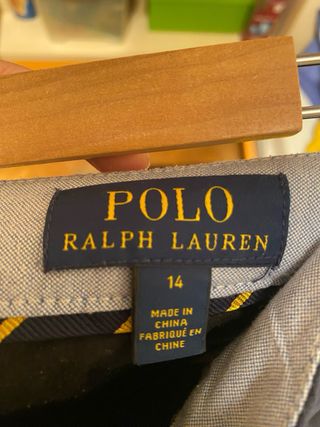 POLO
RALPH LAUREN
14
MADE IN
CHINA
FABRIQUÉ EN
CHINE